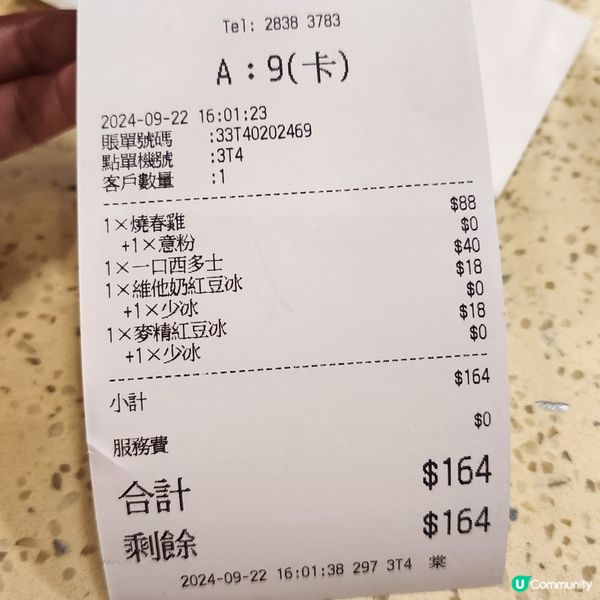 Tel: 2838 3783
A：9(卡)
2024-09-22 16:01:23
賬單號碼 :33T40202469
點單機號 :3T4
客戶數量 :1
1×燒春雞 $88
+1×意粉 $0
1×一口西多士 $40
1×維他奶紅豆冰 $18
+1×少冰 $0
1×麥精紅豆冰 $18
+1×少冰 $0
小計 $164
服務費 $0
合計 $164
剩餘 $164
2024-09-22 16:01:38 297 3T4 棠
U Community